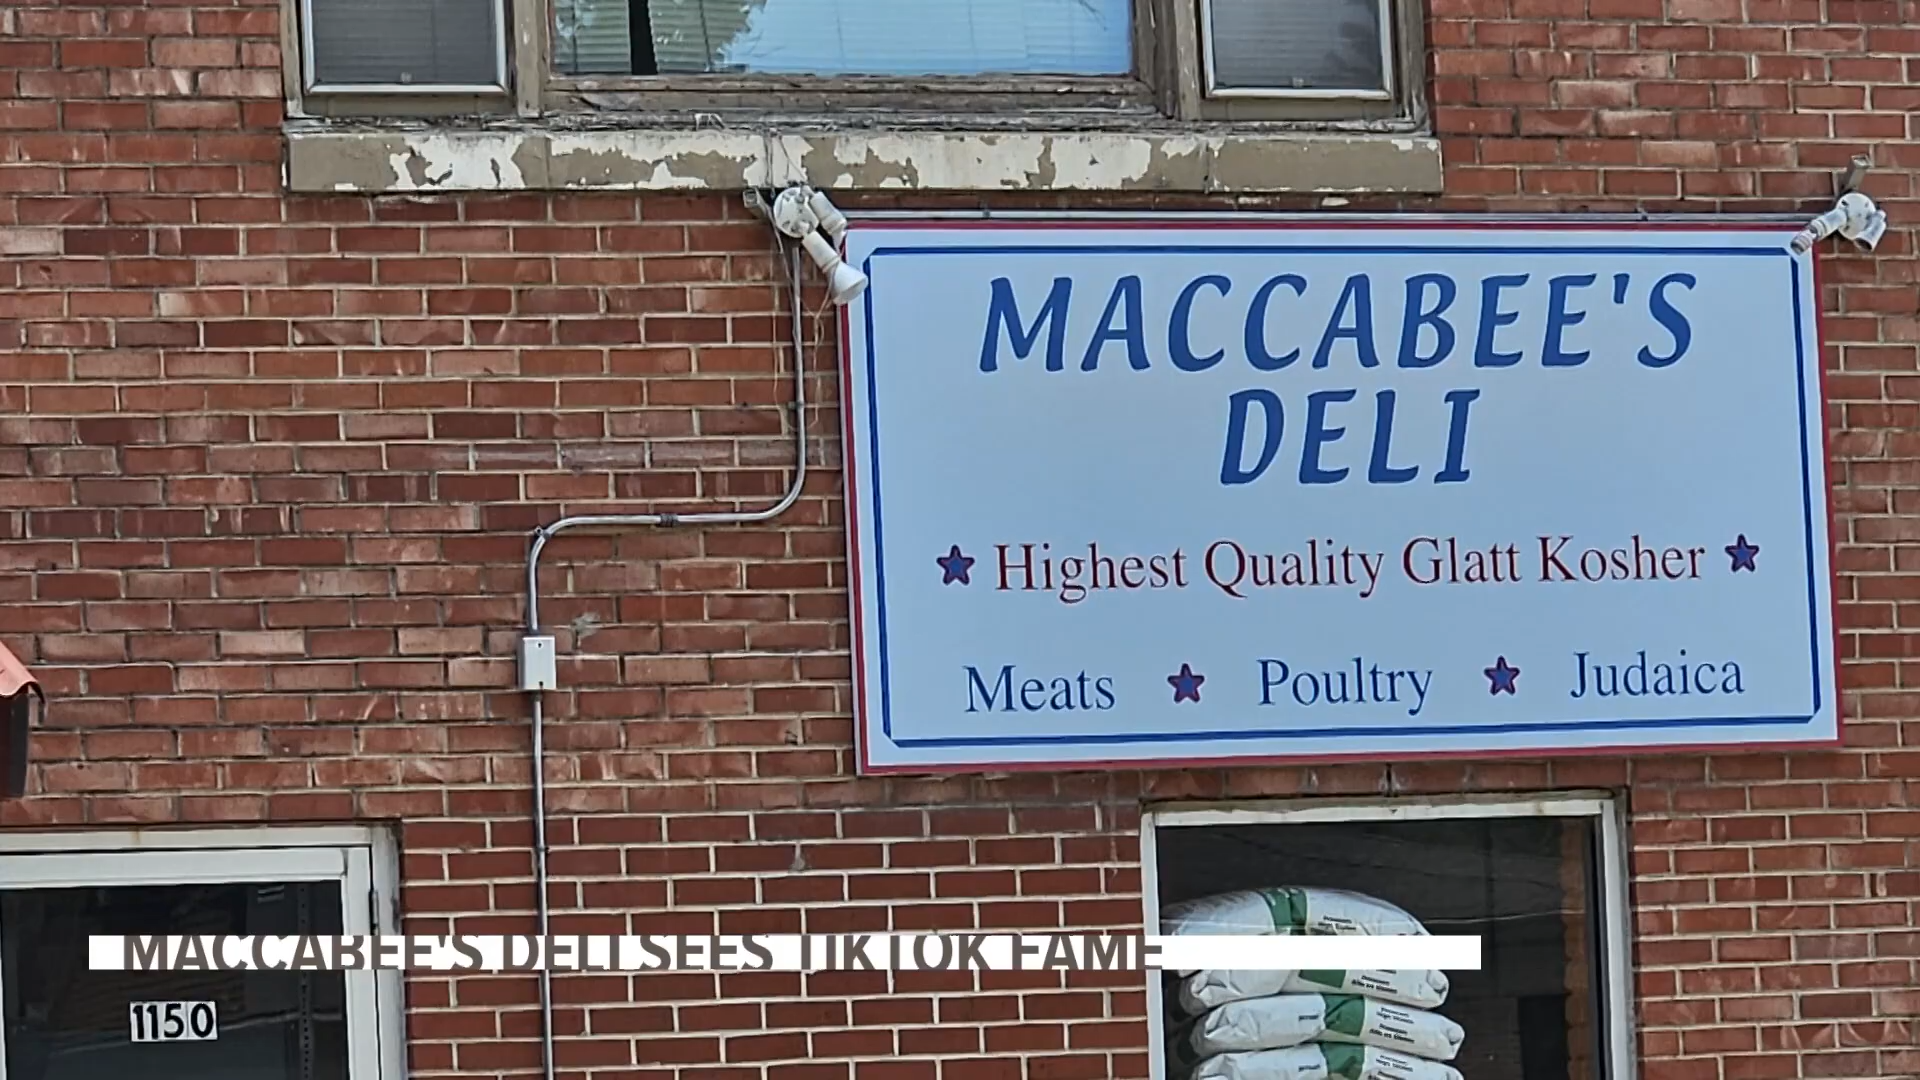 MACCABEE'S
DELI
Highest Quality Glatt Kosher
Meats Poultry Judaica
MACCABEE'S DELI SEES TIKTOK FAME
1150